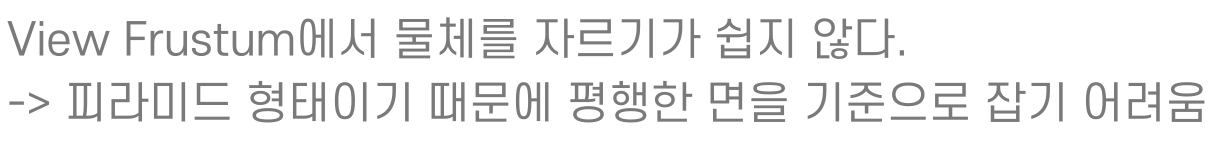 View Frustum에서 물체를 자르기가 쉽지 않다.
-> 피라미드 형태이기 때문에 평행한 면을 기준으로 잡기 어려움